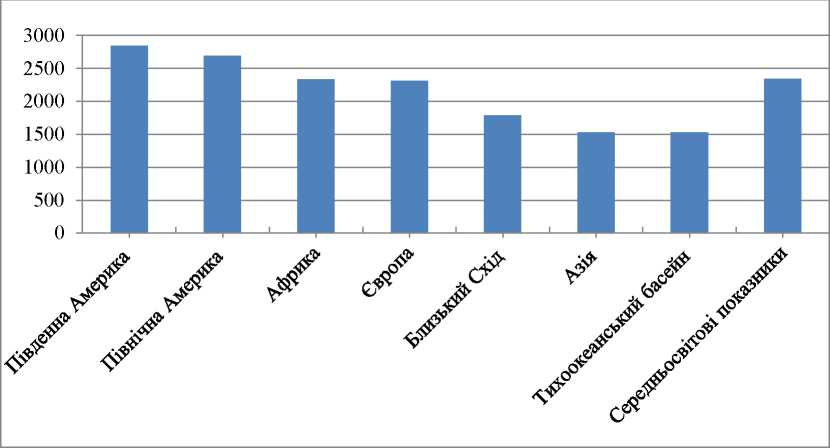 3000
2500
2000
1500
1000
500
0
Південна Америка
Північна Америка
Африка
Європа
Близький Схід
Азія
Тихоокеанський басейн
Середньосвітові показники